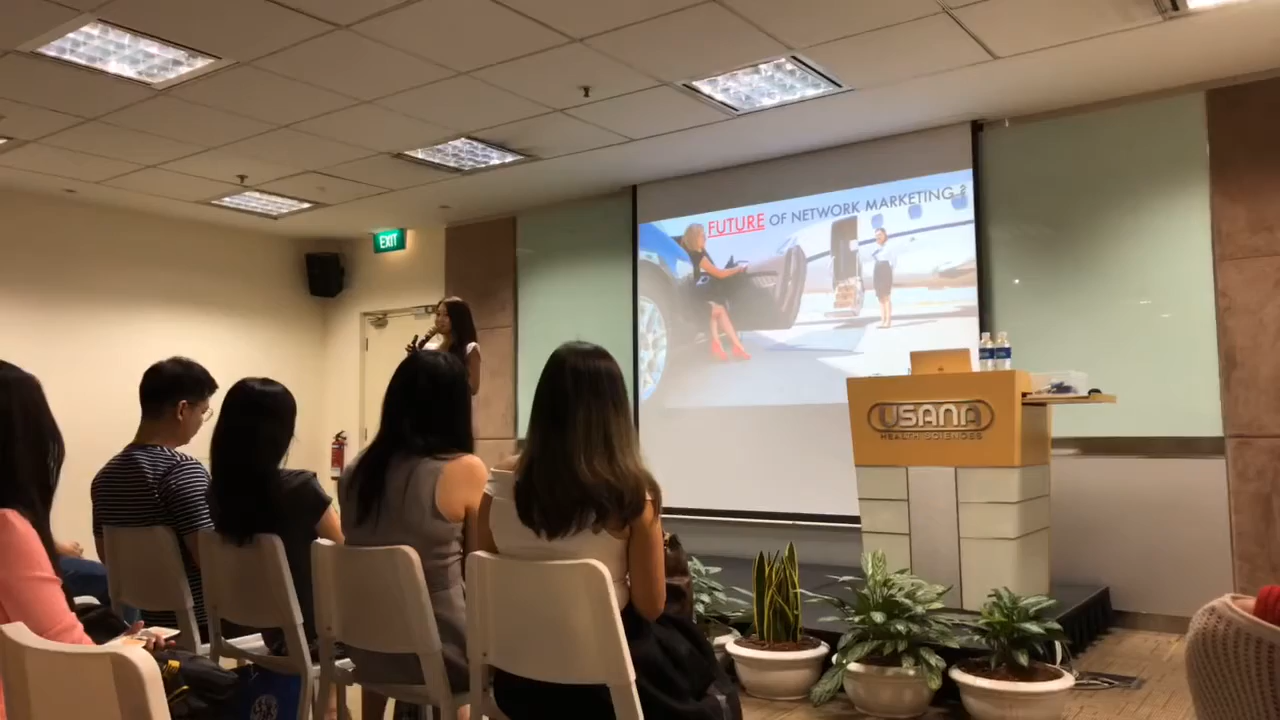 EXIT
FUTURE OF NETWORK MARKETING ?
USANA
HEALTH SCIENCES